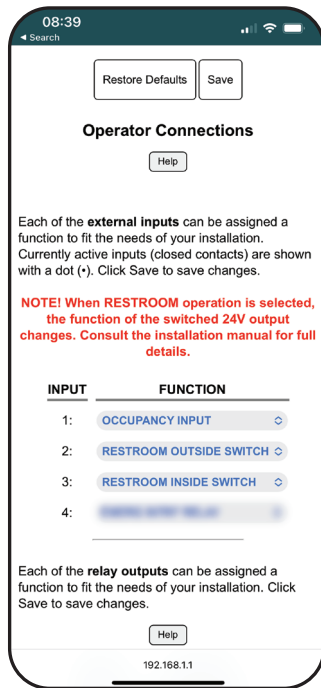 08:39
◄ Search
Restore Defaults Save
Operator Connections
Help
Each of the external inputs can be assigned a
function to fit the needs of your installation.
Currently active inputs (closed contacts) are shown
with a dot (•). Click Save to save changes.
NOTE! When RESTROOM operation is selected,
the function of the switched 24V output
changes. Consult the installation manual for full
details.
INPUT FUNCTION
1: OCCUPANCY INPUT
2: RESTROOM OUTSIDE SWITCH
3: RESTROOM INSIDE SWITCH
4:
Each of the relay outputs can be assigned a
function to fit the needs of your installation. Click
Save to save changes.
Help
192.168.1.1